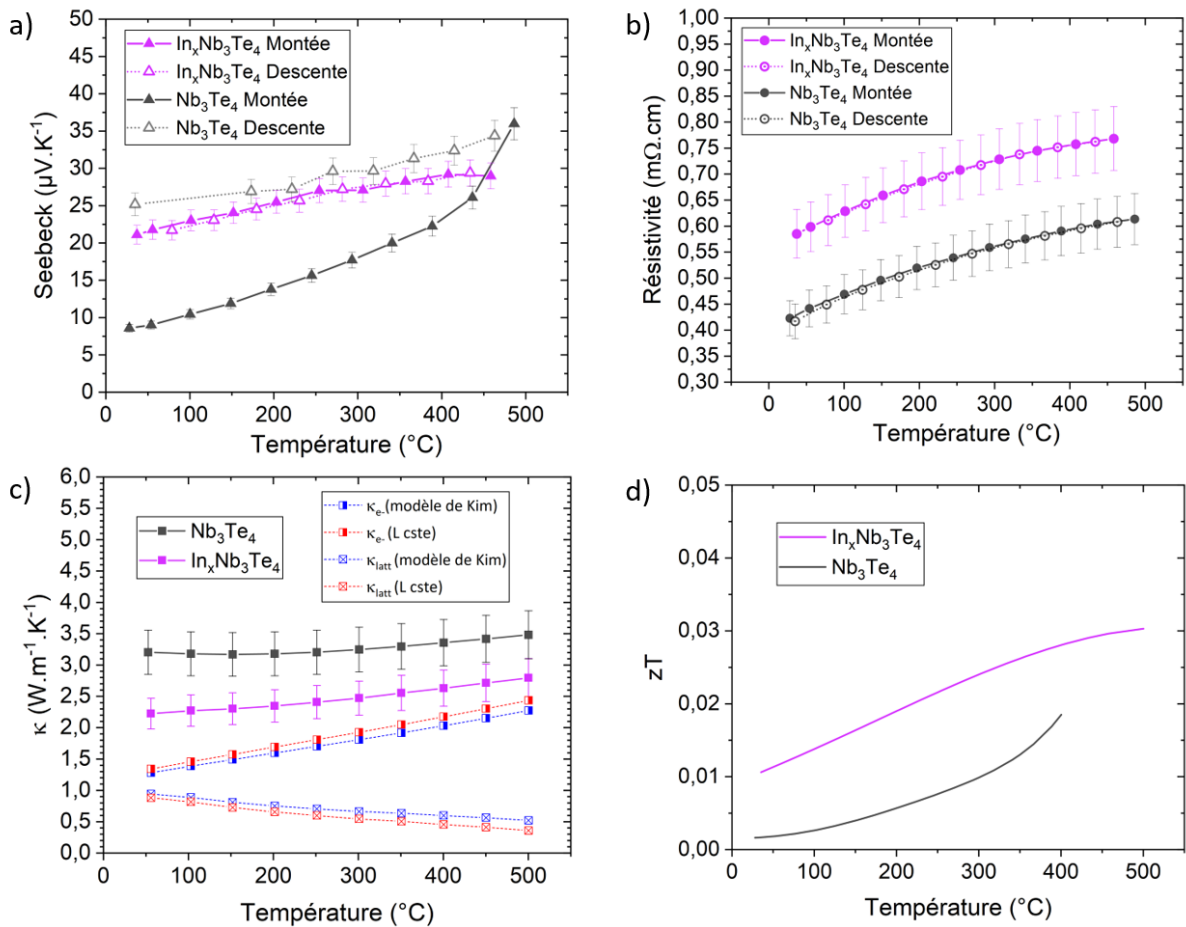 a)
50
45
40
35
30
25
20
15
10
5
0
Seebeck (µV.K⁻¹)
InₓNb₃Te₄ Montée
InₓNb₃Te₄ Descente
Nb₃Te₄ Montée
Nb₃Te₄ Descente
0 100 200 300 400 500
Température (°C)
b)
1,00
0,95
0,90
0,85
0,80
0,75
0,70
0,65
0,60
0,55
0,50
0,45
0,40
0,35
0,30
Résistivité (mΩ.cm)
InₓNb₃Te₄ Montée
InₓNb₃Te₄ Descente
Nb₃Te₄ Montée
Nb₃Te₄ Descente
0 100 200 300 400 500
Température (°C)
c)
6,0
5,5
5,0
4,5
4,0
3,5
3,0
2,5
2,0
1,5
1,0
0,5
0,0
κ (W.m⁻¹.K⁻¹)
Nb₃Te₄
InₓNb₃Te₄
κₑ₋ (modèle de Kim)
κₑ₋ (L cste)
κlatt (modèle de Kim)
κlatt (L cste)
0 100 200 300 400 500
Température (°C)
d)
0,05
0,04
0,03
0,02
0,01
0,00
zT
InₓNb₃Te₄
Nb₃Te₄
0 100 200 300 400 500
Température (°C)